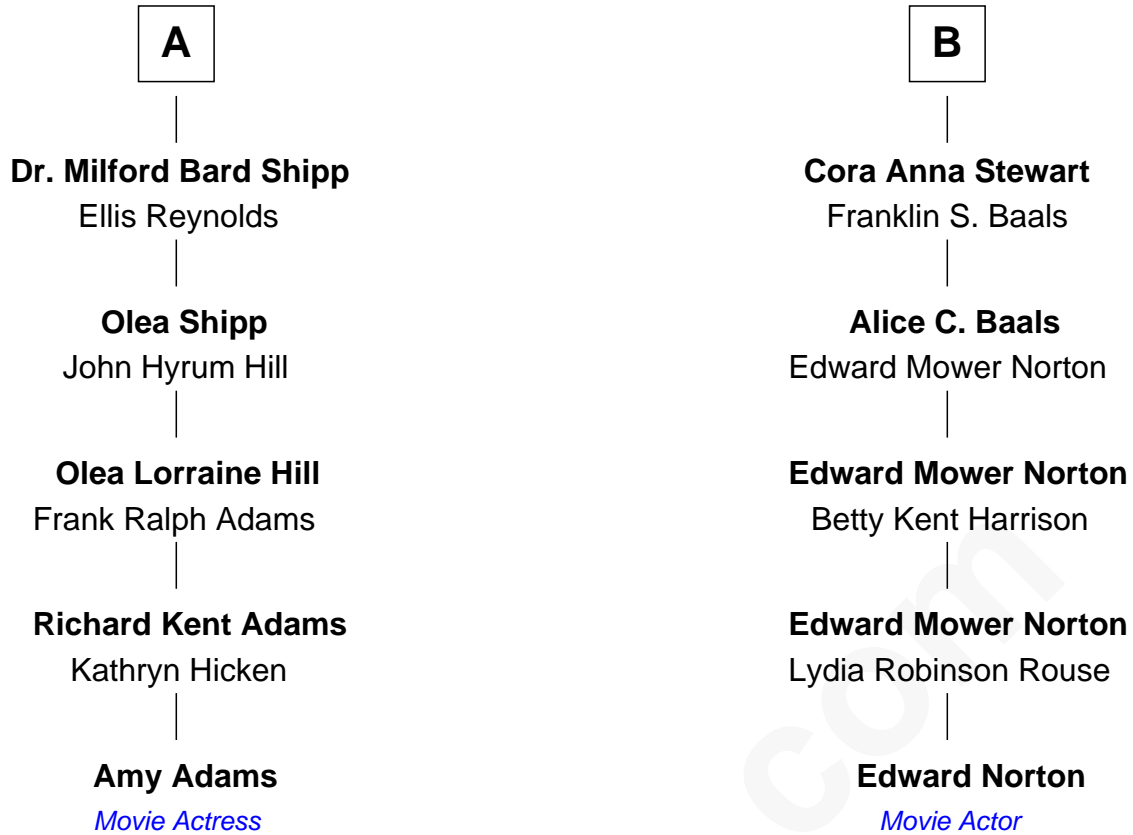 A
Dr. Milford Bard Shipp
Ellis Reynolds
Olea Shipp
John Hyrum Hill
Olea Lorraine Hill
Frank Ralph Adams
Richard Kent Adams
Kathryn Hicken
Amy Adams
Movie Actress
B
Cora Anna Stewart
Franklin S. Baals
Alice C. Baals
Edward Mower Norton
Edward Mower Norton
Betty Kent Harrison
Edward Mower Norton
Lydia Robinson Rouse
Edward Norton
Movie Actor
com